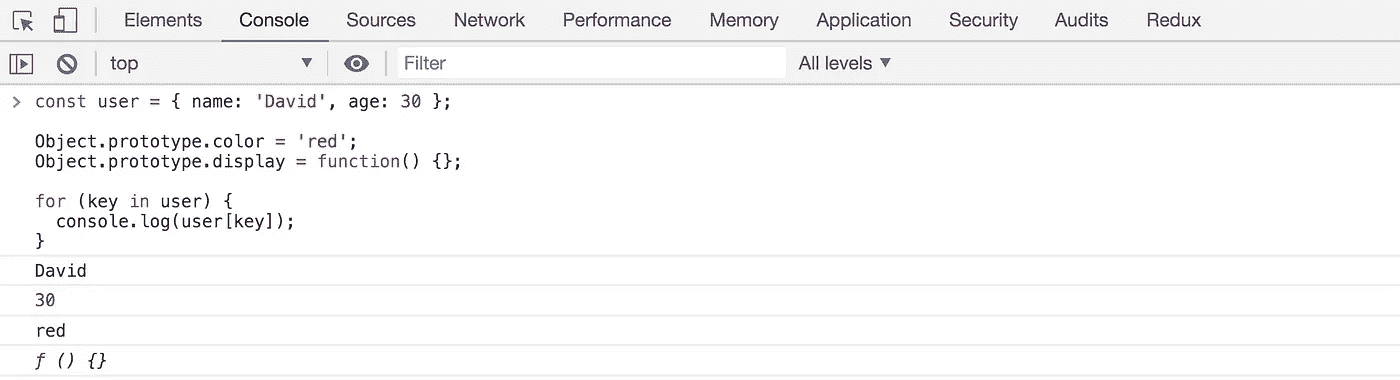 Elements Console Sources Network Performance Memory Application Security Audits Redux
top ▼ Filter All levels ▼
> const user = { name: 'David', age: 30 };
Object.prototype.color = 'red';
Object.prototype.display = function() {};
for (key in user) {
  console.log(user[key]);
}
David
30
red
ƒ () {}